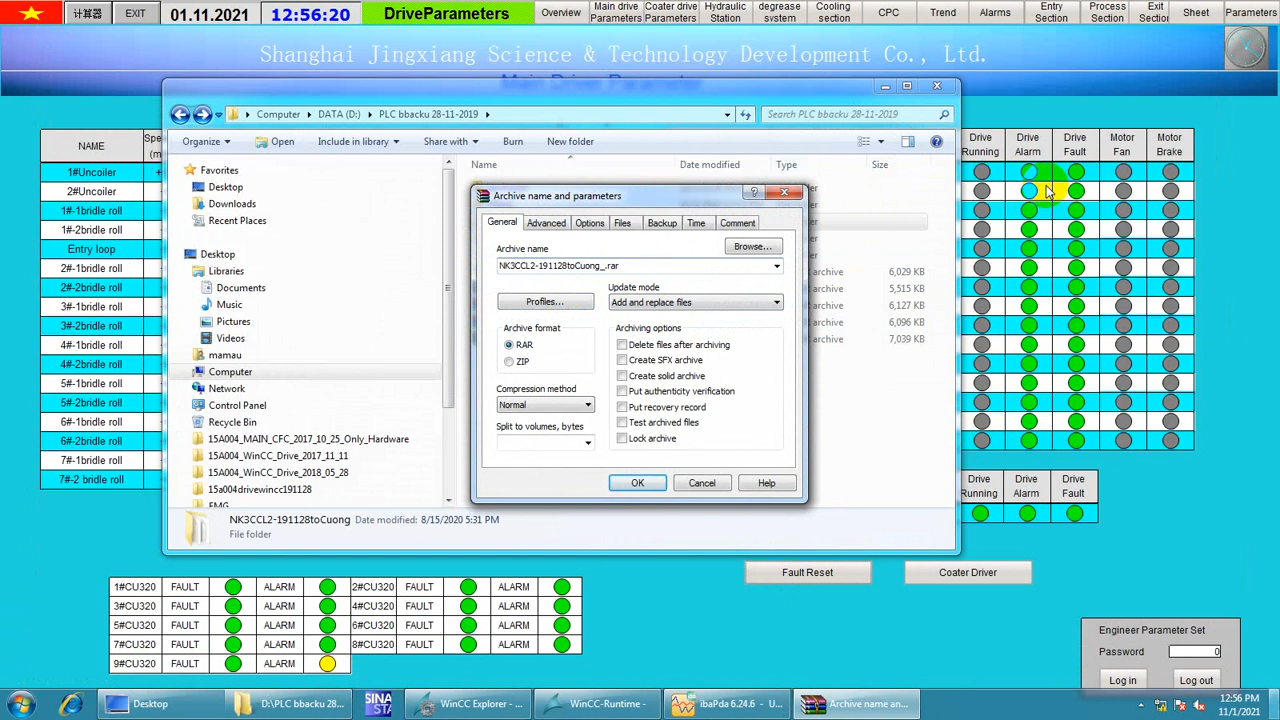 计算器 EXIT 01.11.2021 12:56:20 DriveParameters Overview Main drive Parameters Coater drive Parameters Hydraulic Station degrease system Cooling section CPC Trend Alarms Entry Section Process Section Exit Section Sheet Parameters
Shanghai Jingxiang Science & Technology Development Co., Ltd.
Main Driver Parameter
Computer DATA (D:) PLC bbacku 28-11-2019 Search PLC bbacku 28-11-2019
Organize Open Include in library Share with Burn New folder
Name Date modified Type Size
NAME Drive Running Drive Alarm Drive Fault Motor Fan Motor Brake
1#Uncoiler
2#Uncoiler
1#-1bridle roll
1#-2bridle roll
Entry loop
2#-1bridle roll
2#-2bridle roll
3#-1bridle roll
3#-2bridle roll
4#-1bridle roll
4#-2bridle roll
5#-1bridle roll
5#-2bridle roll
6#-1bridle roll
6#-2bridle roll
7#-1bridle roll
7#-2 bridle roll
Favorites
Desktop
Downloads
Recent Places
Desktop
Libraries
Documents
Music
Pictures
Videos
mamau
Computer
Network
Control Panel
Recycle Bin
15A004_MAIN_CFC_2017_10_25_Only_Hardware
15A004_WinCC_Drive_2017_11_11
15A004_WinCC_Drive_2018_05_28
15a004drivewincc191128
archive 6,029 KB
archive 5,515 KB
archive 6,127 KB
archive 6,096 KB
archive 7,039 KB
Archive name and parameters
General Advanced Options Files Backup Time Comment
Archive name Browse...
NK3CCL2-191128toCuong_.rar
Profiles...
Update mode
Add and replace files
Archive format
RAR
ZIP
Compression method
Normal
Split to volumes, bytes
Archiving options
Delete files after archiving
Create SFX archive
Create solid archive
Put authenticity verification
Put recovery record
Test archived files
Lock archive
OK Cancel Help
NK3CCL2-191128toCuong Date modified: 8/15/2020 5:31 PM
File folder
Drive Running Drive Alarm Drive Fault
Fault Reset Coater Driver
1#CU320 FAULT ALARM 2#CU320 FAULT ALARM
3#CU320 FAULT ALARM 4#CU320 FAULT ALARM
5#CU320 FAULT ALARM 6#CU320 FAULT ALARM
7#CU320 FAULT ALARM 8#CU320 FAULT ALARM
9#CU320 FAULT ALARM
Engineer Parameter Set
Password 0
Log in Log out
Desktop D:\PLC bbacku 28... SINA STA WinCC Explorer - ... WinCC-Runtime - ibaPda 6.24.6 - U... Archive name an...
12:56 PM
11/1/2021